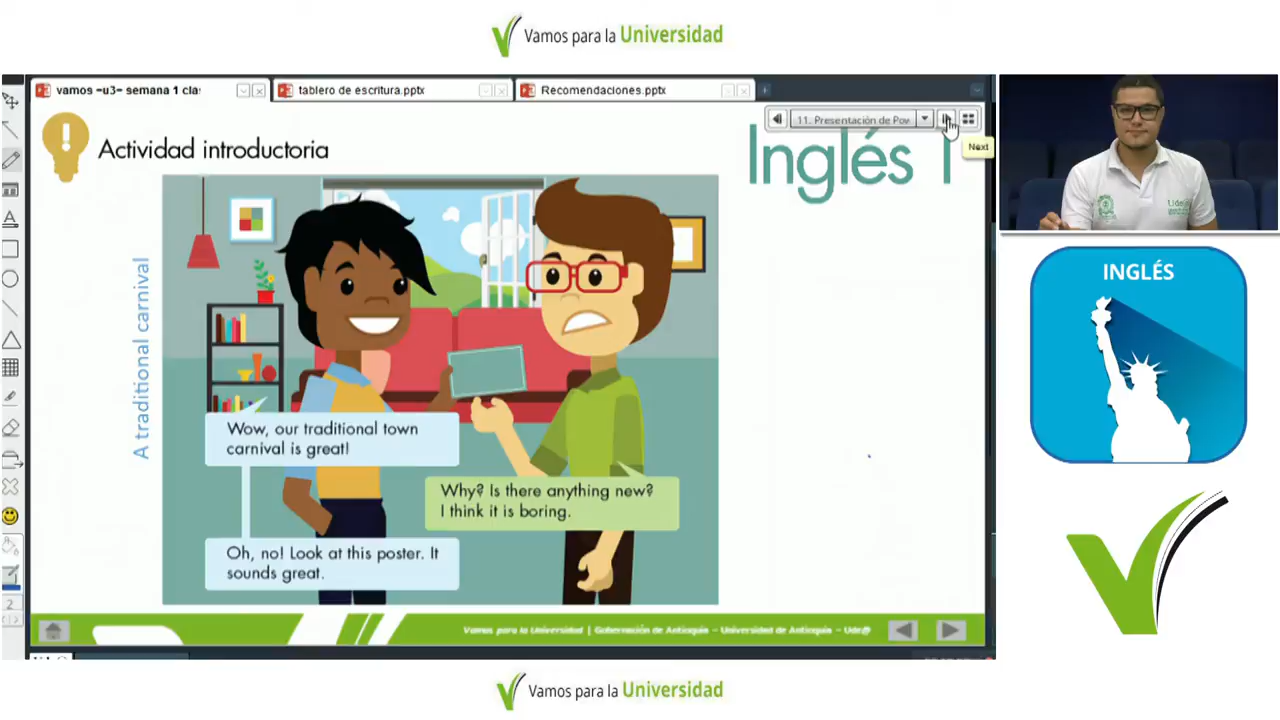 Vamos para la Universidad
vamos =u3= semana 1 cla
tablero de escritura.pptx
Recomendaciones.pptx
11. Presentación de Pow
Next
Actividad introductoria
Inglés 1
A traditional carnival
Wow, our traditional town
carnival is great!
Why? Is there anything new?
I think it is boring.
Oh, no! Look at this poster. It
sounds great.
INGLÉS
2
Vamos para la Universidad | Gobernación de Antioquia – Universidad de Antioquia – Ude@
Vamos para la Universidad